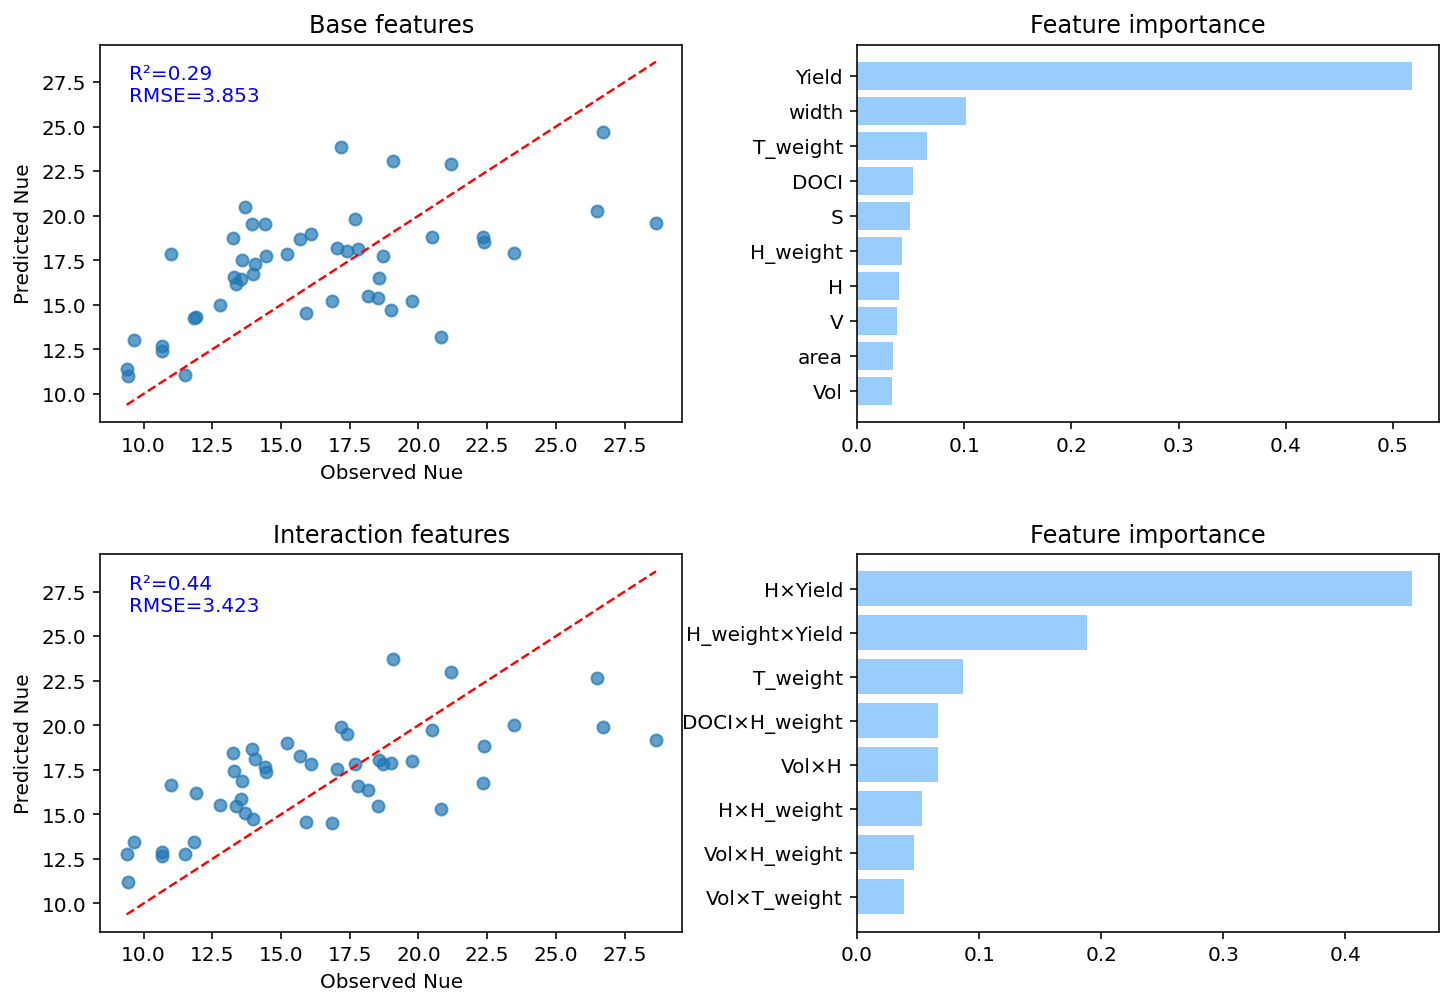 Base features
R²=0.29
RMSE=3.853
27.5
25.0
22.5
20.0
17.5
15.0
12.5
10.0
Predicted Nue
10.0 12.5 15.0 17.5 20.0 22.5 25.0 27.5
Observed Nue
Feature importance
Yield
width
T_weight
DOCI
S
H_weight
H
V
area
Vol
0.0 0.1 0.2 0.3 0.4 0.5
Interaction features
R²=0.44
RMSE=3.423
27.5
25.0
22.5
20.0
17.5
15.0
12.5
10.0
Predicted Nue
10.0 12.5 15.0 17.5 20.0 22.5 25.0 27.5
Observed Nue
Feature importance
H×Yield
H_weight×Yield
T_weight
DOCI×H_weight
Vol×H
H×H_weight
Vol×H_weight
Vol×T_weight
0.0 0.1 0.2 0.3 0.4